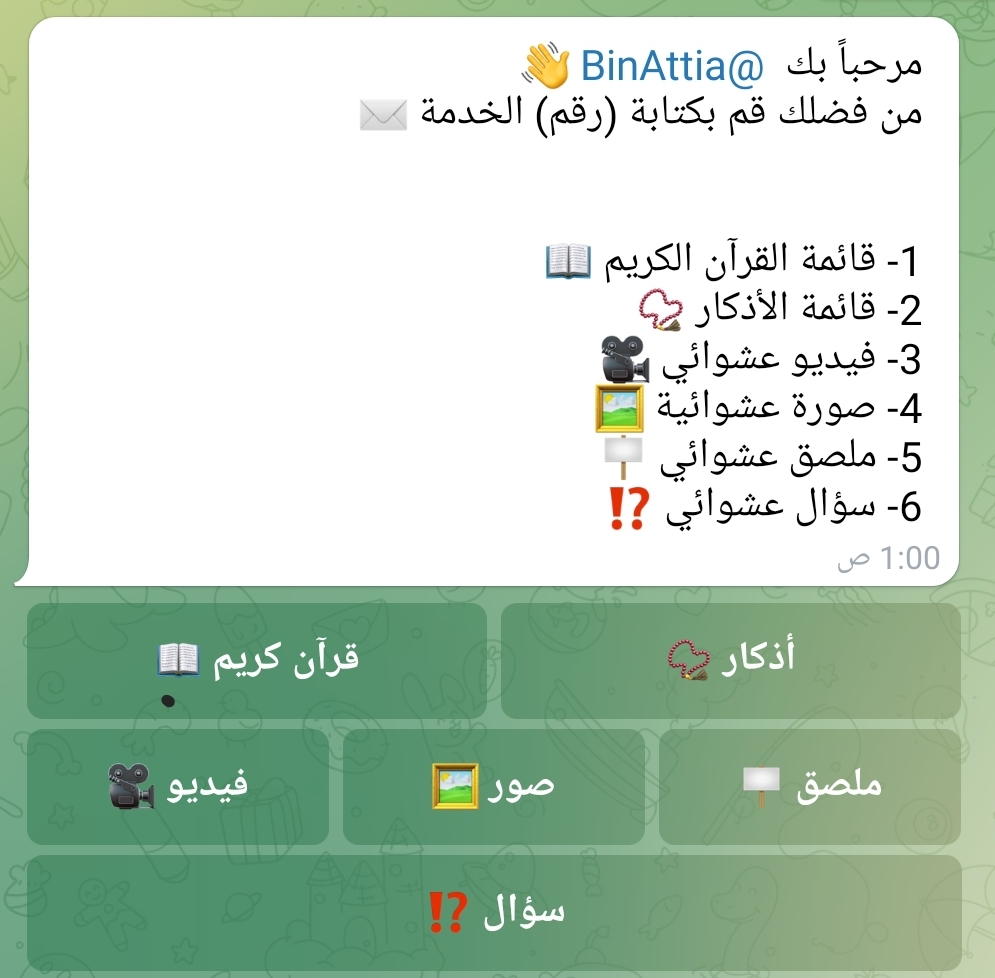 مرحباً بك @BinAttia 👋
من فضلك قم بكتابة (رقم) الخدمة ✉️
1- قائمة القرآن الكريم 📖
2- قائمة الأذكار 📿
3- فيديو عشوائي 🎥
4- صورة عشوائية 🖼️
5- ملصق عشوائي 🪧
6- سؤال عشوائي ⁉️
1:00 ص
أذكار 📿
قرآن كريم 📖
ملصق 🪧
صور 🖼️
فيديو 🎥
سؤال ⁉️